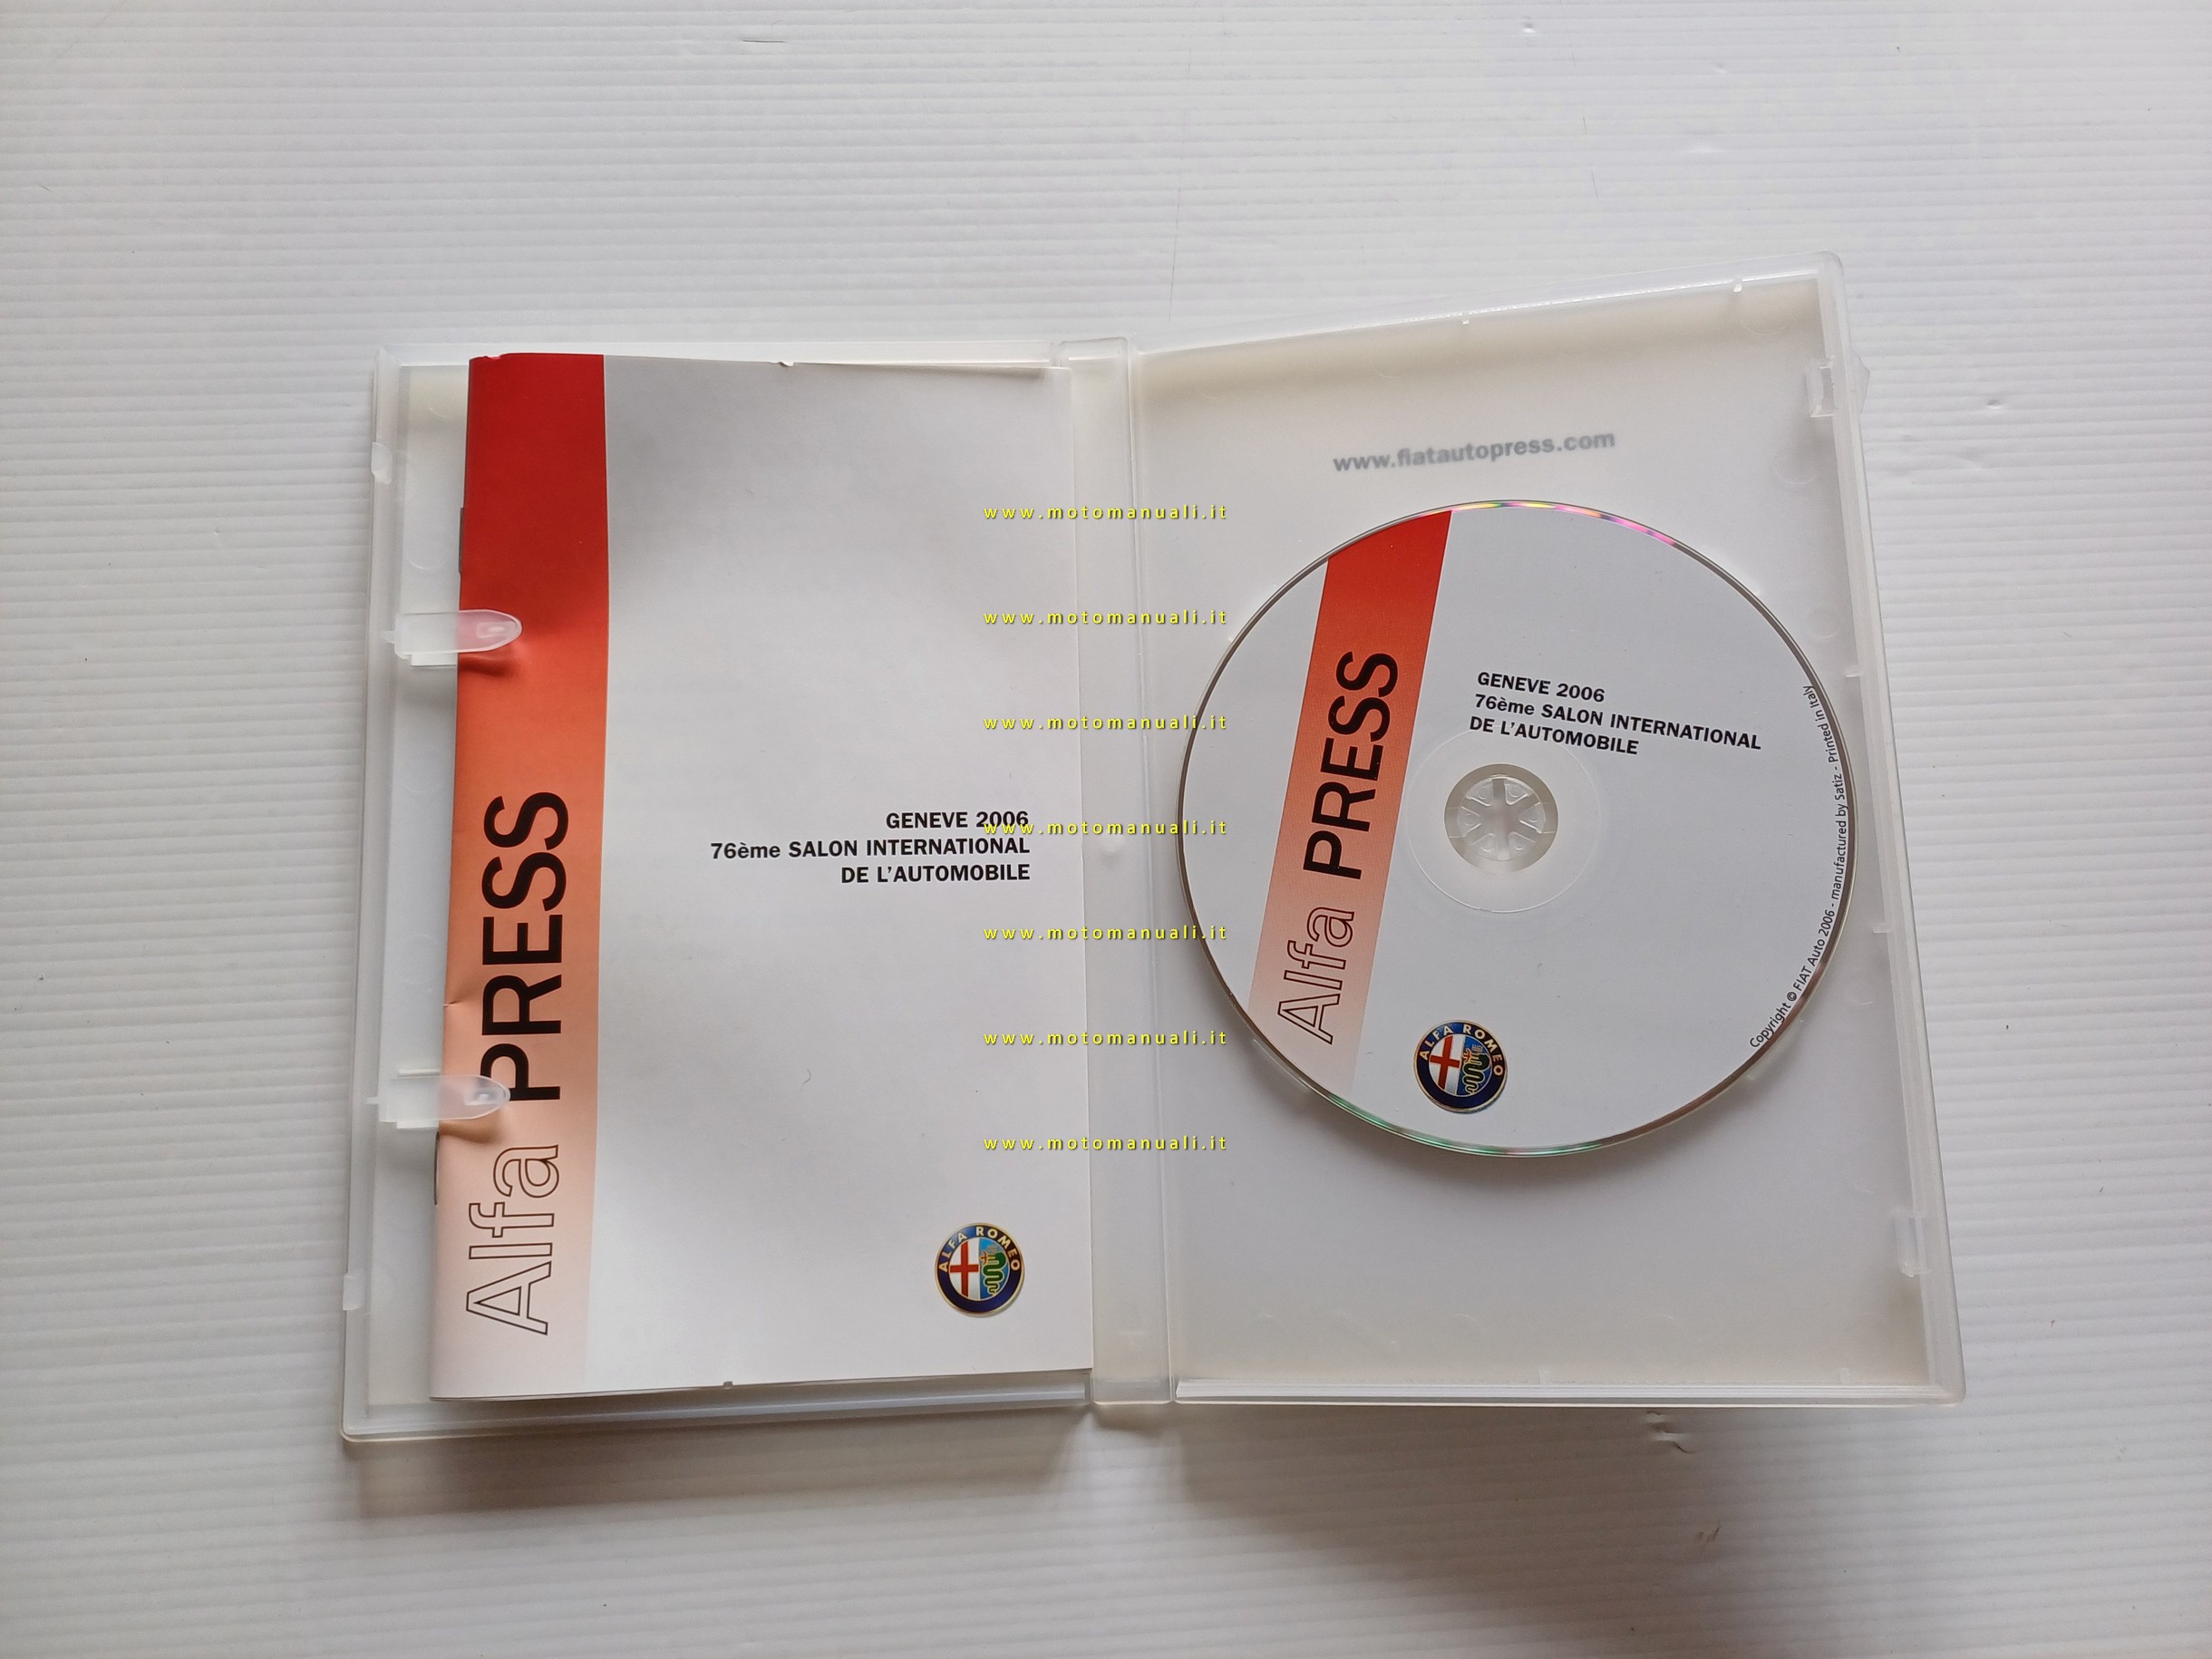 Alfa PRESS
GENEVE 2006
76ème SALON INTERNATIONAL
DE L'AUTOMOBILE
ALFA ROMEO
www.fiatautopress.com
Alfa PRESS
GENEVE 2006
76ème SALON INTERNATIONAL
DE L'AUTOMOBILE
ALFA ROMEO
Copyright © FIAT Auto 2006 - manufactured by Satiz - Printed in Italy
www.motomanuali.it
www.motomanuali.it
www.motomanuali.it
www.motomanuali.it
www.motomanuali.it
www.motomanuali.it
www.motomanuali.it